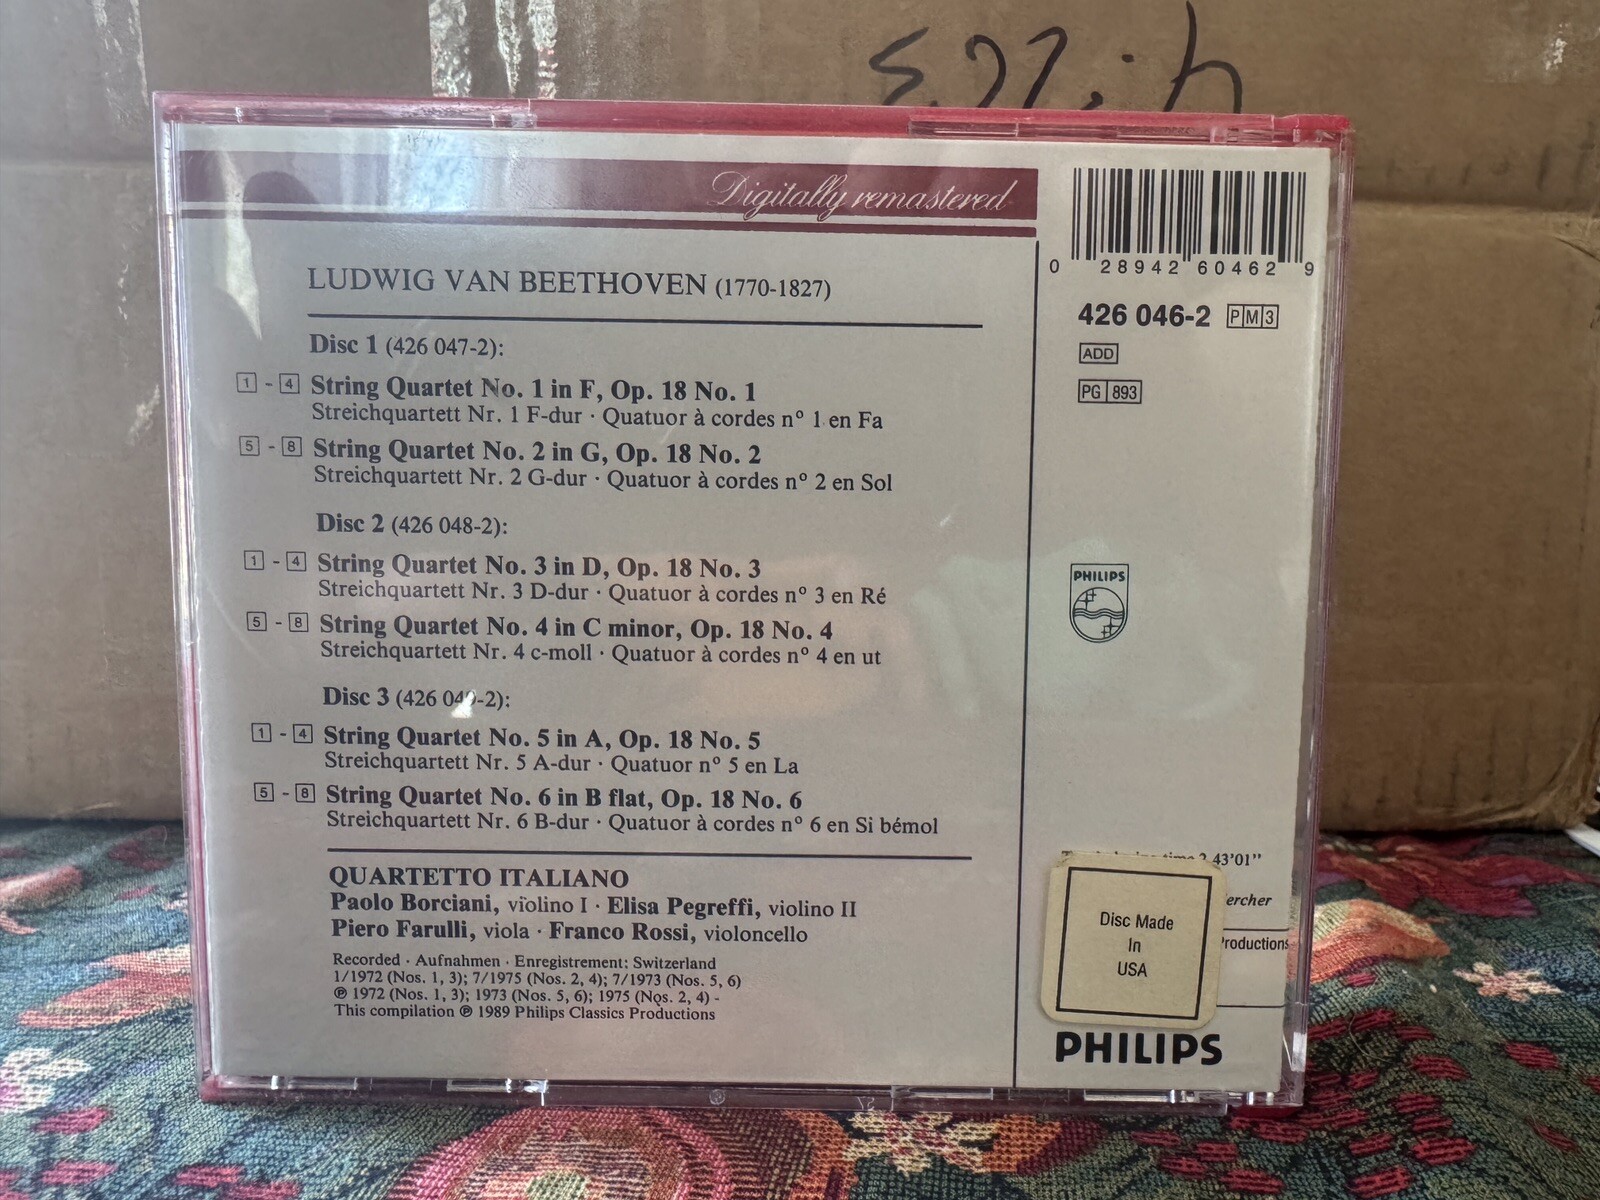 Digitally remastered
LUDWIG VAN BEETHOVEN (1770-1827)
Disc 1 (426 047-2):
1 - 4 String Quartet No. 1 in F, Op. 18 No. 1
Streichquartett Nr. 1 F-dur · Quatuor à cordes nº 1 en Fa
5 - 8 String Quartet No. 2 in G, Op. 18 No. 2
Streichquartett Nr. 2 G-dur · Quatuor à cordes nº 2 en Sol
Disc 2 (426 048-2):
1 - 4 String Quartet No. 3 in D, Op. 18 No. 3
Streichquartett Nr. 3 D-dur · Quatuor à cordes nº 3 en Ré
5 - 8 String Quartet No. 4 in C minor, Op. 18 No. 4
Streichquartett Nr. 4 c-moll · Quatuor à cordes nº 4 en ut
Disc 3 (426 049-2):
1 - 4 String Quartet No. 5 in A, Op. 18 No. 5
Streichquartett Nr. 5 A-dur · Quatuor nº 5 en La
5 - 8 String Quartet No. 6 in B flat, Op. 18 No. 6
Streichquartett Nr. 6 B-dur · Quatuor à cordes nº 6 en Si bémol
QUARTETTO ITALIANO
Paolo Borciani, violino I · Elisa Pegreffi, violino II
Piero Farulli, viola · Franco Rossi, violoncello
Recorded · Aufnahmen · Enregistrement: Switzerland
1/1972 (Nos. 1, 3); 7/1975 (Nos. 2, 4); 7/1973 (Nos. 5, 6)
℗ 1972 (Nos. 1, 3); 1973 (Nos. 5, 6); 1975 (Nos. 2, 4) -
This compilation ℗ 1989 Philips Classics Productions
0 28942 60462 9
426 046-2 PM3
ADD
PG 893
PHILIPS
43'01"
Productions
Disc Made
In
USA
PHILIPS